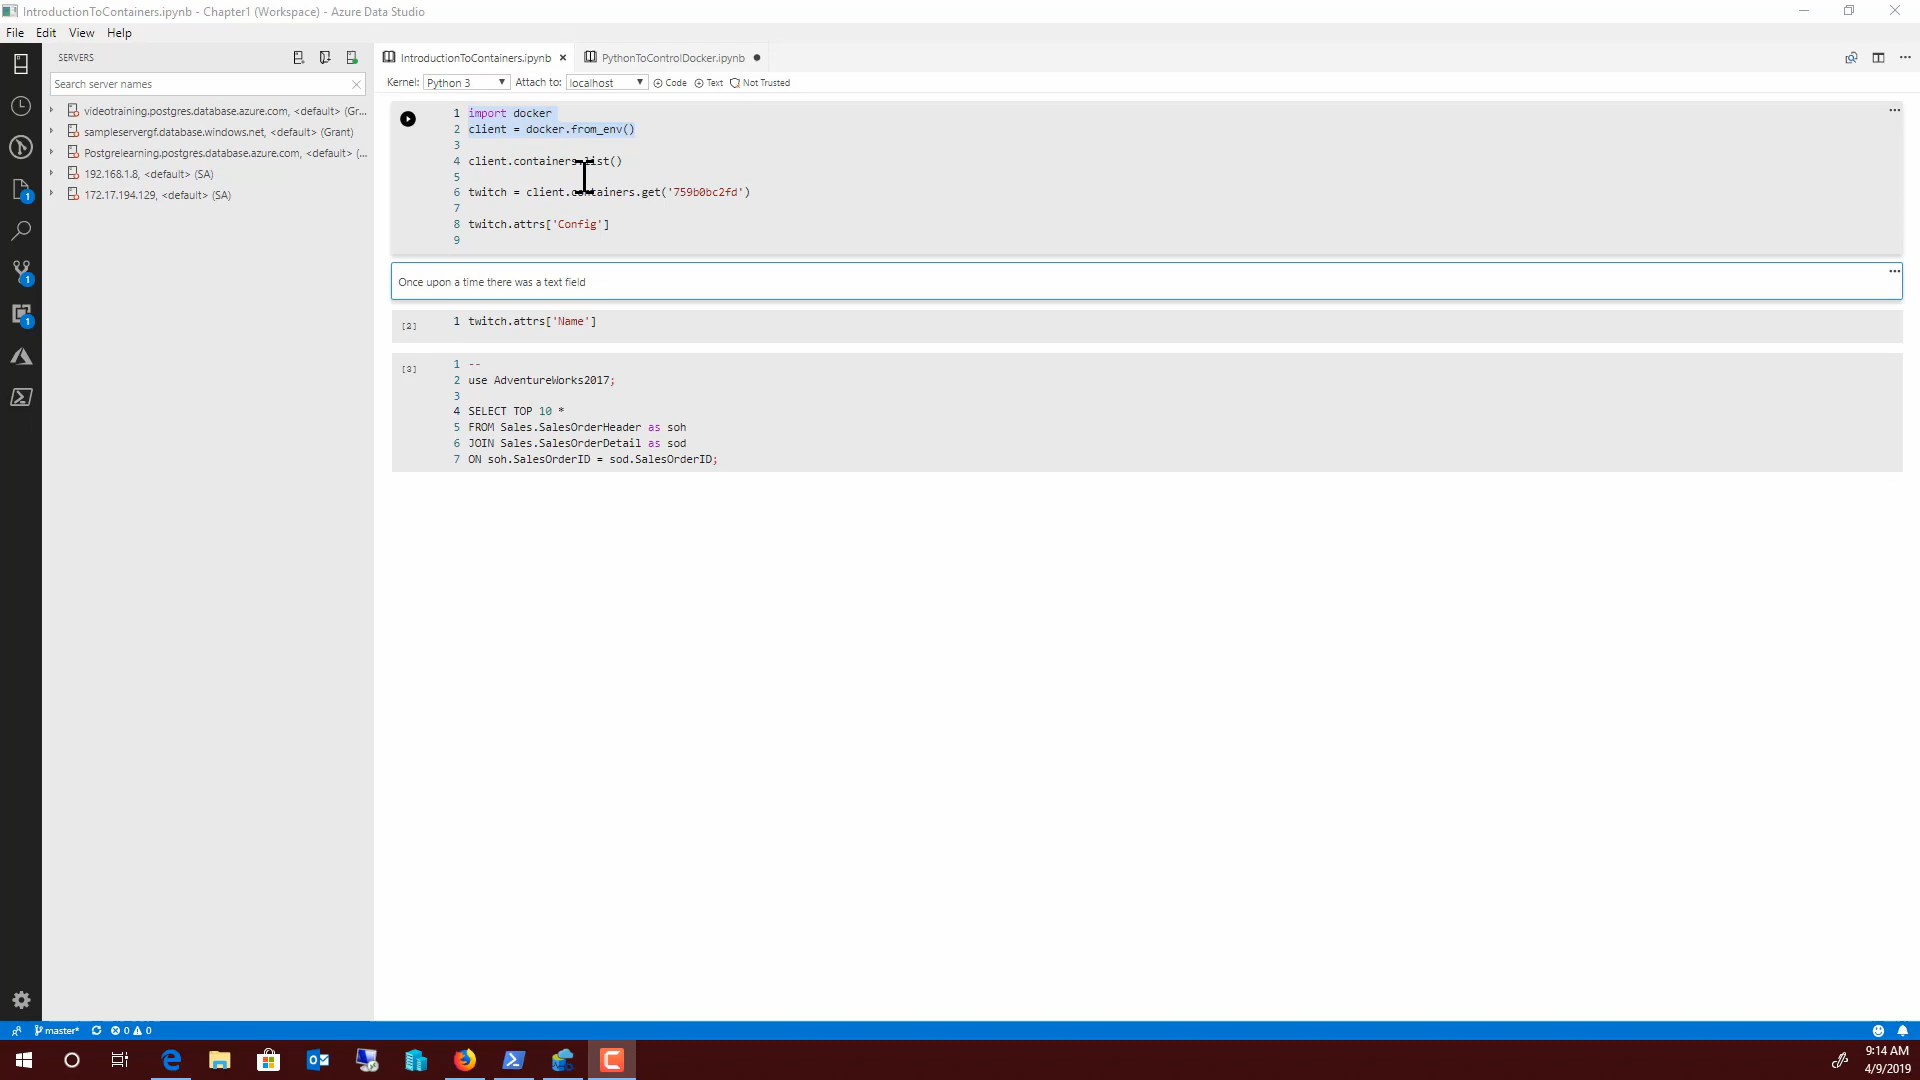 IntroductionToContainers.ipynb - Chapter1 (Workspace) - Azure Data Studio
File Edit View Help
SERVERS
Search server names
videotraining.postgres.database.azure.com, <default> (Gr...
sampleservergf.database.windows.net, <default> (Grant)
Postgrelearning.postgres.database.azure.com, <default> (...
192.168.1.8, <default> (SA)
172.17.194.129, <default> (SA)
IntroductionToContainers.ipynb × PythonToControlDocker.ipynb ●
Kernel: Python 3 Attach to: localhost Code Text Not Trusted
1 import docker
2 client = docker.from_env()
3
4 client.containers.list()
5
6 twitch = client.containers.get('759b0bc2fd')
7
8 twitch.attrs['Config']
9
Once upon a time there was a text field
[2] 1 twitch.attrs['Name']
[3] 1 --
2 use AdventureWorks2017;
3
4 SELECT TOP 10 *
5 FROM Sales.SalesOrderHeader as soh
6 JOIN Sales.SalesOrderDetail as sod
7 ON soh.SalesOrderID = sod.SalesOrderID;
1
1
1
master* 0 0
9:14 AM
4/9/2019